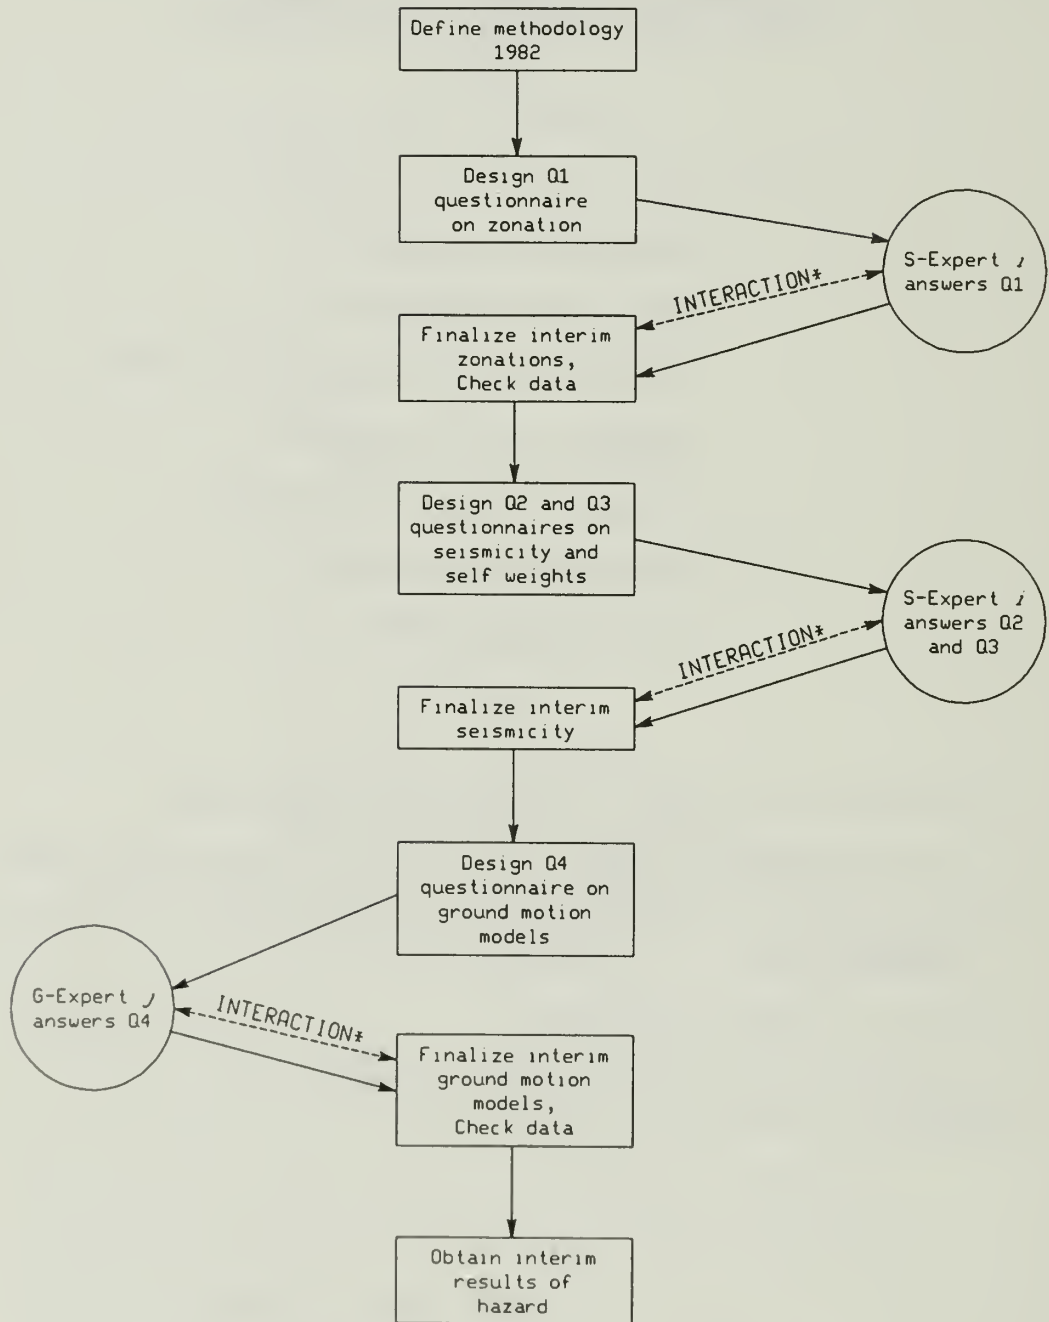 Define methodology
1982
Design Q1
questionnaire
on zonation
S-Expert i
answers Q1
INTERACTION*
Finalize interim
zonations,
Check data
Design Q2 and Q3
questionnaires on
seismicity and
self weights
S-Expert i
answers Q2
and Q3
INTERACTION*
Finalize interim
seismicity
Design Q4
questionnaire on
ground motion
models
G-Expert j
answers Q4
INTERACTION*
Finalize interim
ground motion
models,
Check data
Obtain interim
results of
hazard